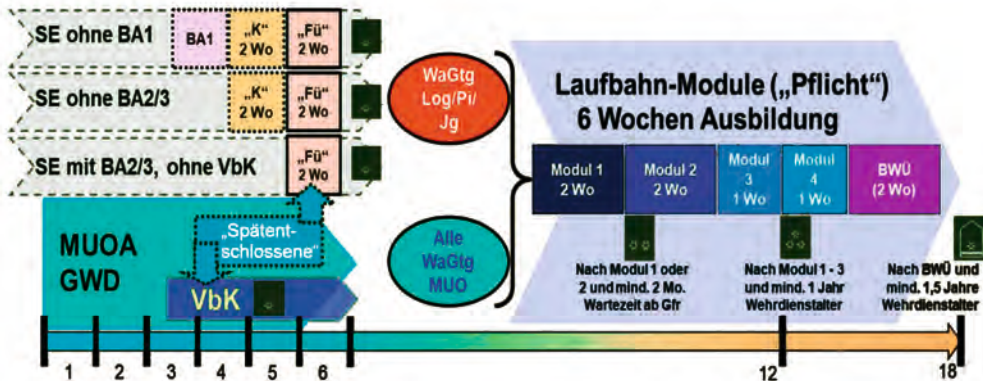 SE ohne BA1
BA1
„K“
2 Wo
„Fü“
2 Wo
SE ohne BA2/3
„K“
2 Wo
„Fü“
2 Wo
SE mit BA2/3, ohne VbK
„Fü“
2 Wo
MUOA
GWD
„Spätent-
schlossene“
VbK
WaGtg
Log/Pi/
Jg
Alle
WaGtg
MUO
Laufbahn-Module („Pflicht“)
6 Wochen Ausbildung
Modul 1
2 Wo
Modul 2
2 Wo
Modul
3
1 Wo
Modul
4
1 Wo
BWÜ
(2 Wo)
Nach Modul 1 oder
2 und mind. 2 Mo.
Wartezeit ab Gfr
Nach Modul 1 - 3
und mind. 1 Jahr
Wehrdienstalter
Nach BWÜ und
mind. 1,5 Jahre
Wehrdienstalter
1 2 3 4 5 6 12 18